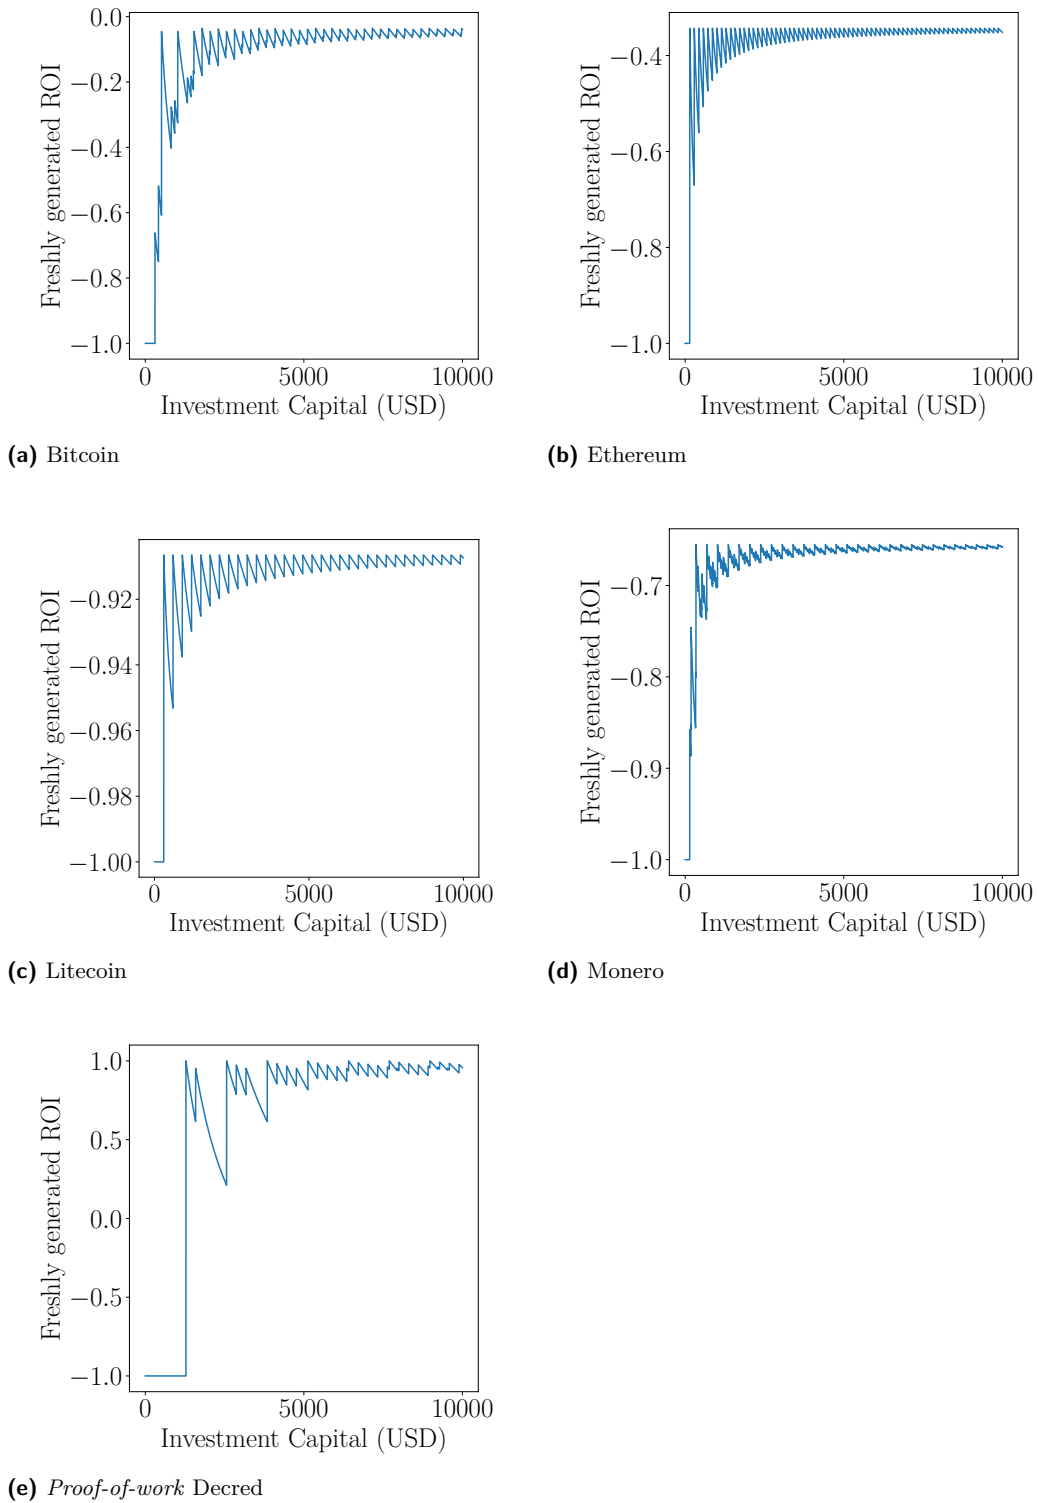 0.0
−0.2
−0.4
−0.6
−0.8
−1.0
Freshly generated ROI
0 5000 10000
Investment Capital (USD)
(a) Bitcoin
−0.4
−0.6
−0.8
−1.0
Freshly generated ROI
0 5000 10000
Investment Capital (USD)
(b) Ethereum
−0.92
−0.94
−0.96
−0.98
−1.00
Freshly generated ROI
0 5000 10000
Investment Capital (USD)
(c) Litecoin
−0.7
−0.8
−0.9
−1.0
Freshly generated ROI
0 5000 10000
Investment Capital (USD)
(d) Monero
1.0
0.5
0.0
−0.5
−1.0
Freshly generated ROI
0 5000 10000
Investment Capital (USD)
(e) Proof-of-work Decred